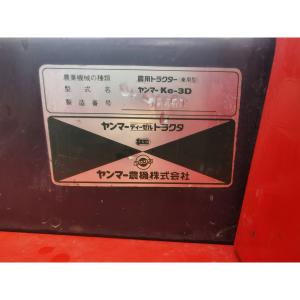 農業機械の種類 農用トラクター(乗用型)
型式名 ヤンマー Ke-3D
製造番号
ヤンマーディーゼルトラクタ
ヤンマー農機株式会社